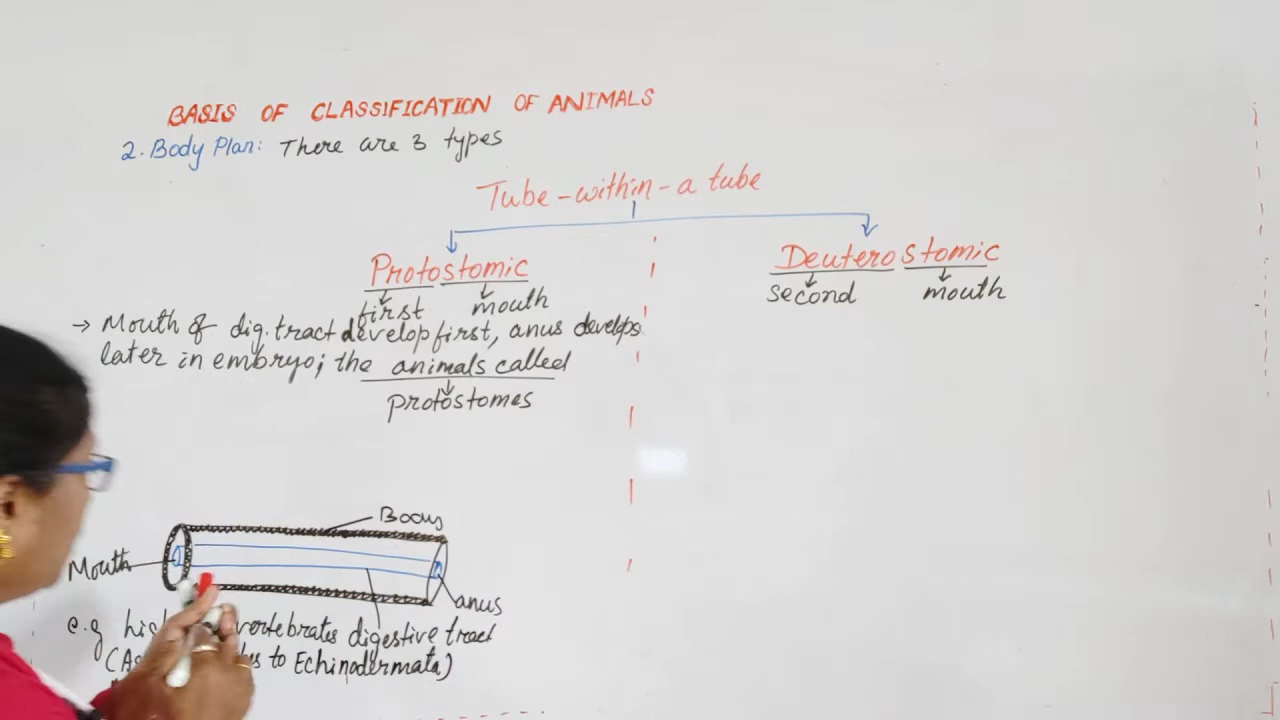 BASIS OF CLASSIFICATION OF ANIMALS
2. Body Plan: There are 3 types
Tube-within-a tube
Protostomic
first mouth
→ Mouth of dig. tract develop first, anus develops
later in embryo; the animals called
protostomes
Deuterostomic
second mouth
Body
Mouth
anus
digestive tract
e.g vertebrates
to Echinodermata)